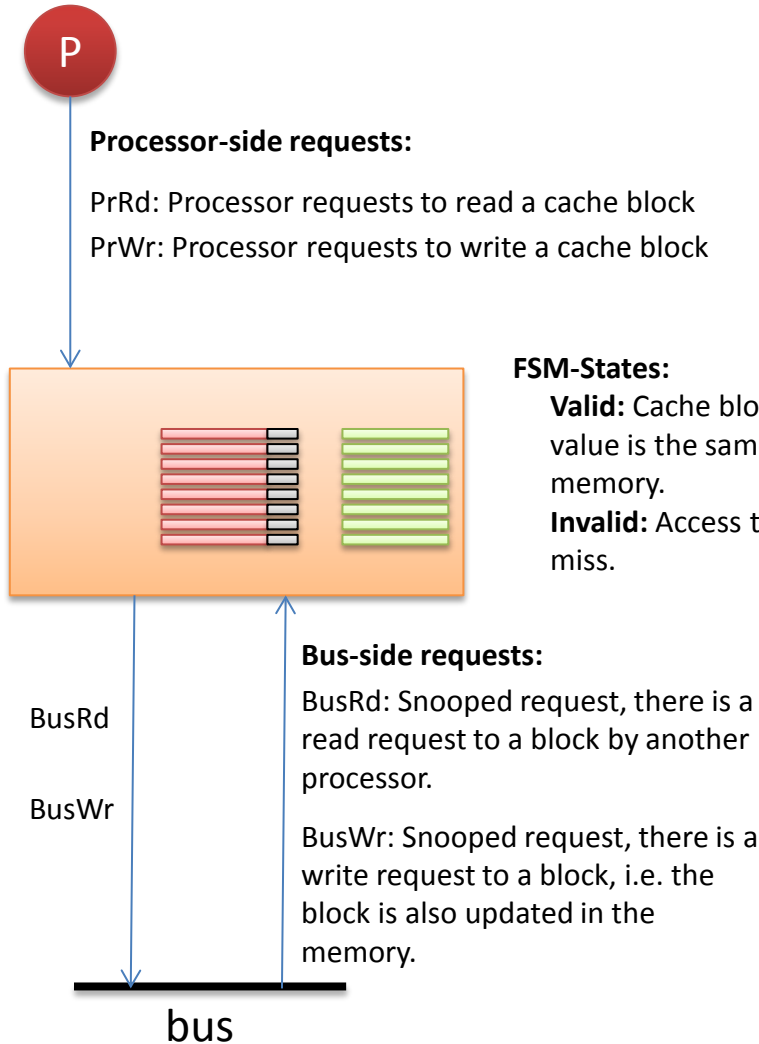 P
Processor-side requests:
PrRd: Processor requests to read a cache block
PrWr: Processor requests to write a cache block
FSM-States:
Valid: Cache blo
value is the sam
memory.
Invalid: Access t
miss.
Bus-side requests:
BusRd: Snooped request, there is a
read request to a block by another
processor.
BusWr: Snooped request, there is a
write request to a block, i.e. the
block is also updated in the
memory.
BusRd
BusWr
bus